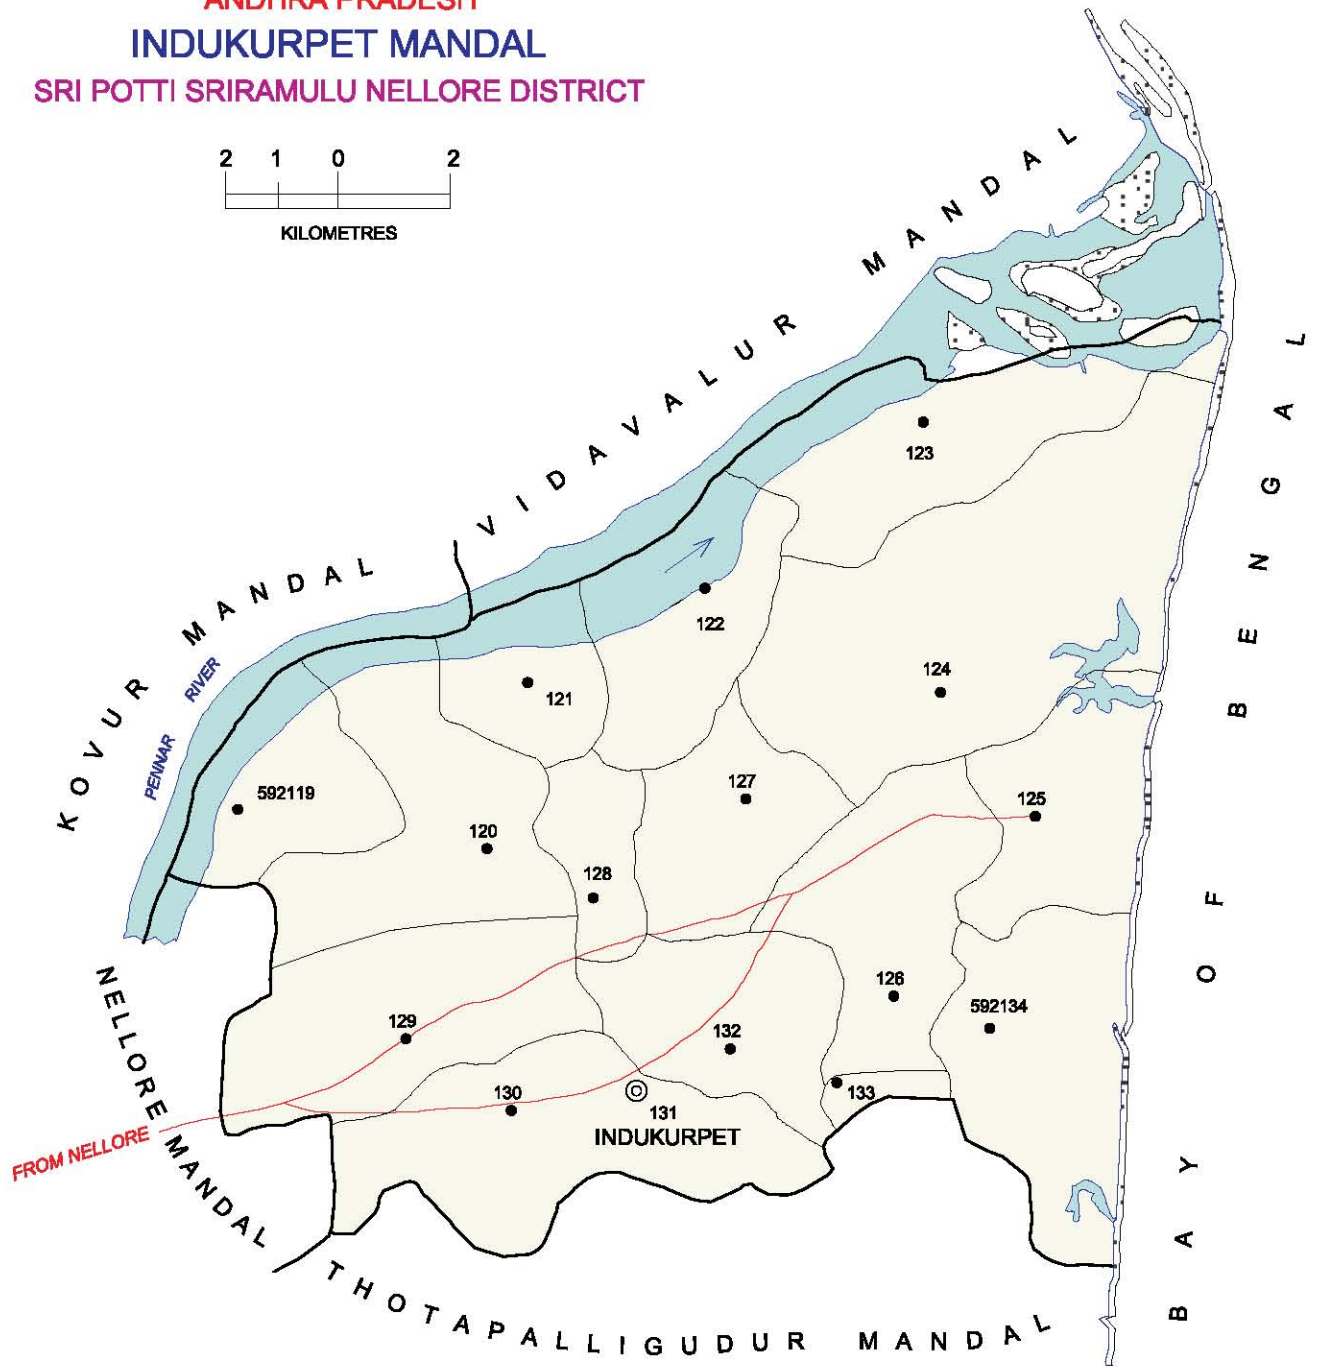 ANDHRA PRADESH
INDUKURPET MANDAL
SRI POTTI SRIRAMULU NELLORE DISTRICT
2 1 0 2
KILOMETRES
VIDAVALUR MANDAL
KOVUR MANDAL
PENNAR RIVER
BAY OF BENGAL
123
122
124
121
592119
127
125
120
128
126
592134
129
132
130
133
131
INDUKURPET
FROM NELLORE
NELLORE MANDAL
THOTAPALLIGUDUR MANDAL